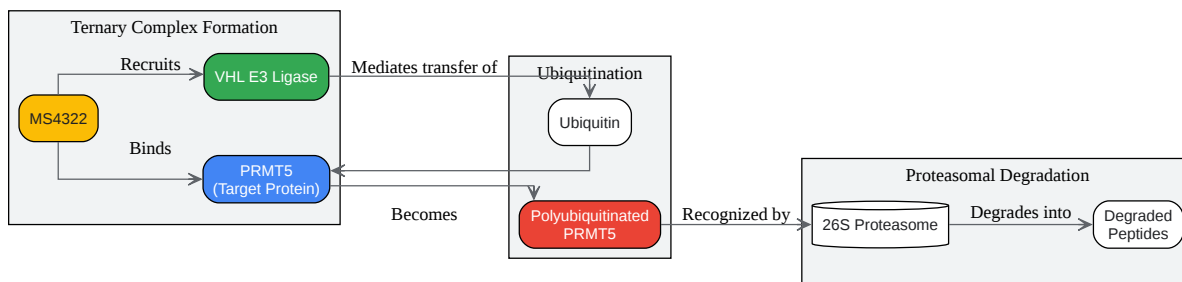 Ternary Complex Formation
Recruits
VHL E3 Ligase
MS4322
Binds
PRMT5
(Target Protein)
Mediates transfer of
Ubiquitination
Ubiquitin
Becomes
Polyubiquitinated
PRMT5
Recognized by
Proteasomal Degradation
26S Proteasome
Degrades into
Degraded
Peptides